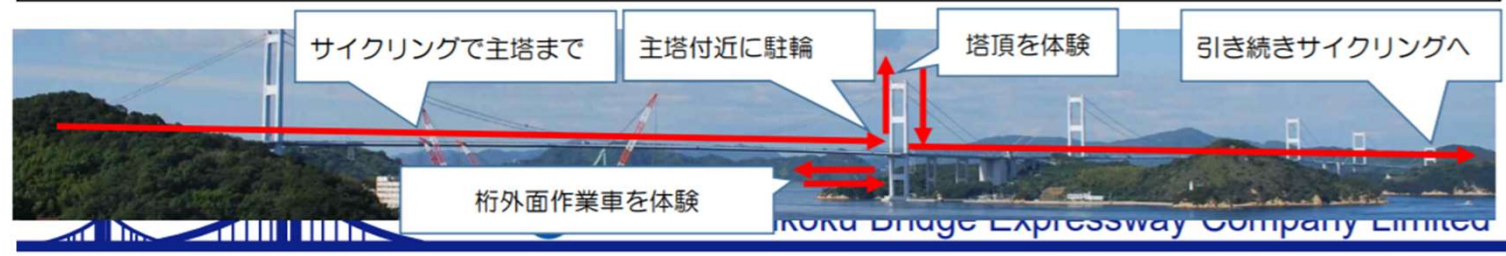 サイクリングで主塔まで
主塔付近に駐輪
塔頂を体験
引き続きサイクリングへ
桁外面作業車を体験
Bridge Expressway Company Limited